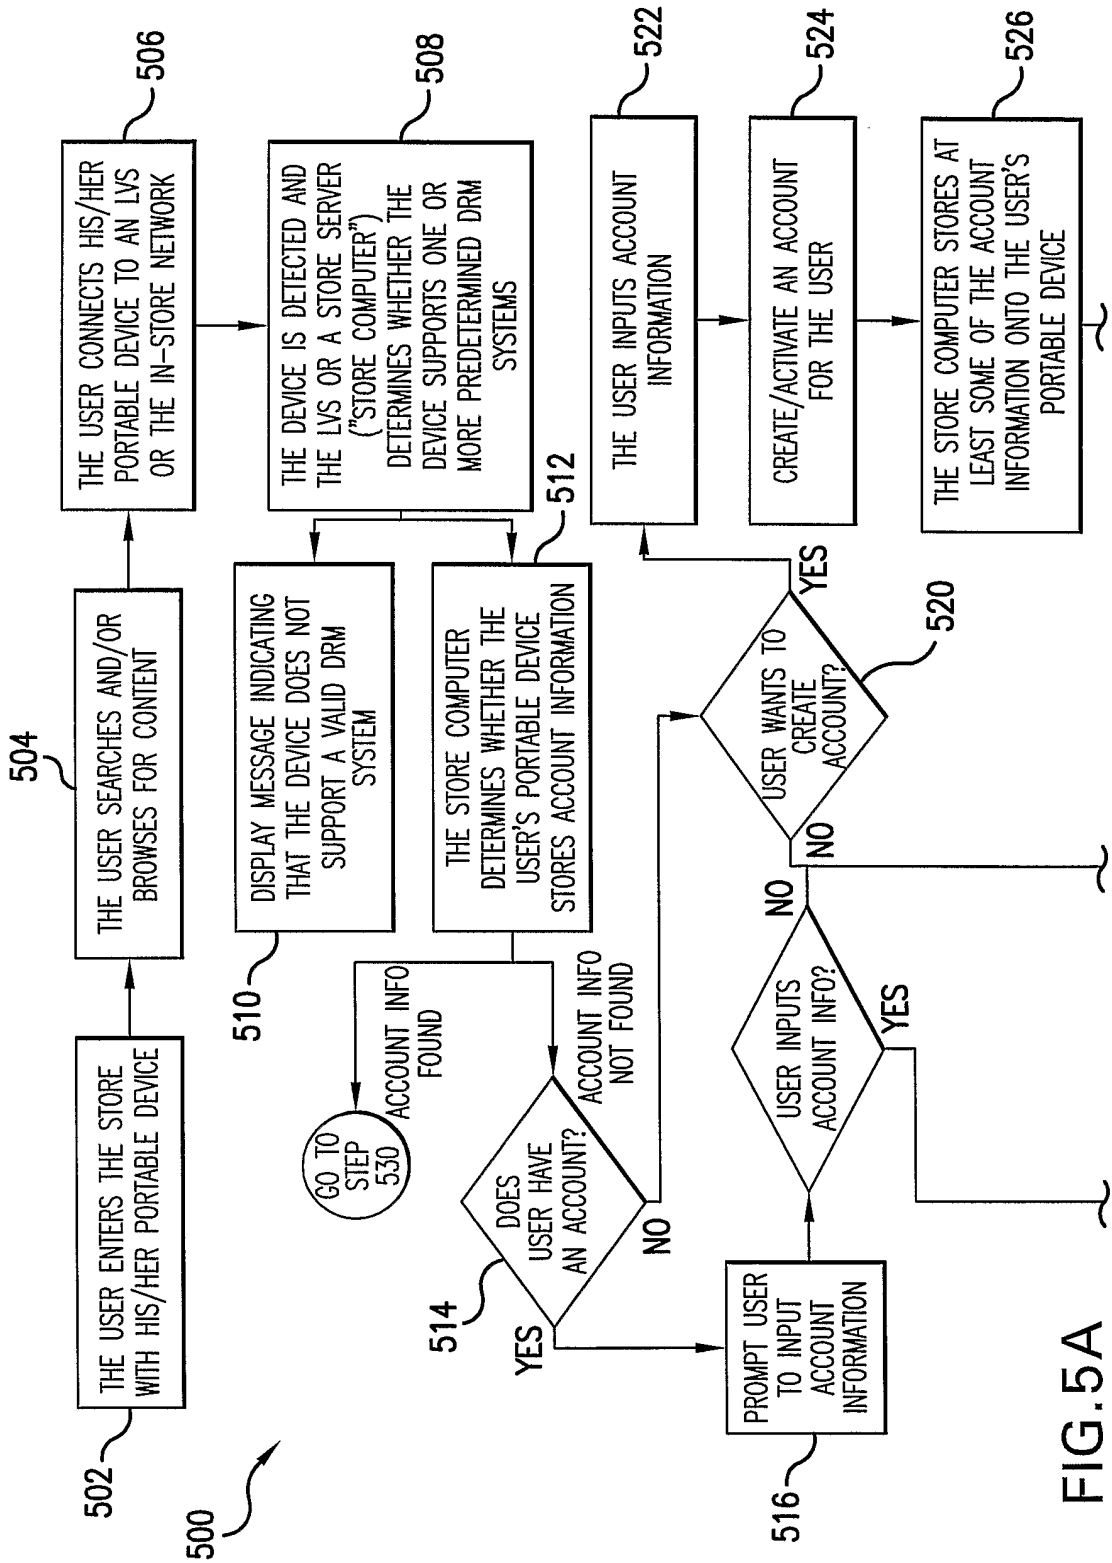 500
502
THE USER ENTERS THE STORE
WITH HIS/HER PORTABLE DEVICE
504
THE USER SEARCHES AND/OR
BROWSES FOR CONTENT
506
THE USER CONNECTS HIS/HER
PORTABLE DEVICE TO AN LVS
OR THE IN-STORE NETWORK
508
THE DEVICE IS DETECTED AND
THE LVS OR A STORE SERVER
("STORE COMPUTER")
DETERMINES WHETHER THE
DEVICE SUPPORTS ONE OR
MORE PREDETERMINED DRM
SYSTEMS
510
DISPLAY MESSAGE INDICATING
THAT THE DEVICE DOES NOT
SUPPORT A VALID DRM
SYSTEM
512
THE STORE COMPUTER
DETERMINES WHETHER THE
USER'S PORTABLE DEVICE
STORES ACCOUNT INFORMATION
ACCOUNT INFO
FOUND
GO TO
STEP
530
ACCOUNT INFO
NOT FOUND
514
DOES
USER HAVE
AN ACCOUNT?
YES
NO
516
PROMPT USER
TO INPUT
ACCOUNT
INFORMATION
USER INPUTS
ACCOUNT INFO?
NO
YES
520
USER WANTS TO
CREATE
ACCOUNT?
NO
YES
522
THE USER INPUTS ACCOUNT
INFORMATION
524
CREATE/ACTIVATE AN ACCOUNT
FOR THE USER
526
THE STORE COMPUTER STORES AT
LEAST SOME OF THE ACCOUNT
INFORMATION ONTO THE USER'S
PORTABLE DEVICE
FIG.5A